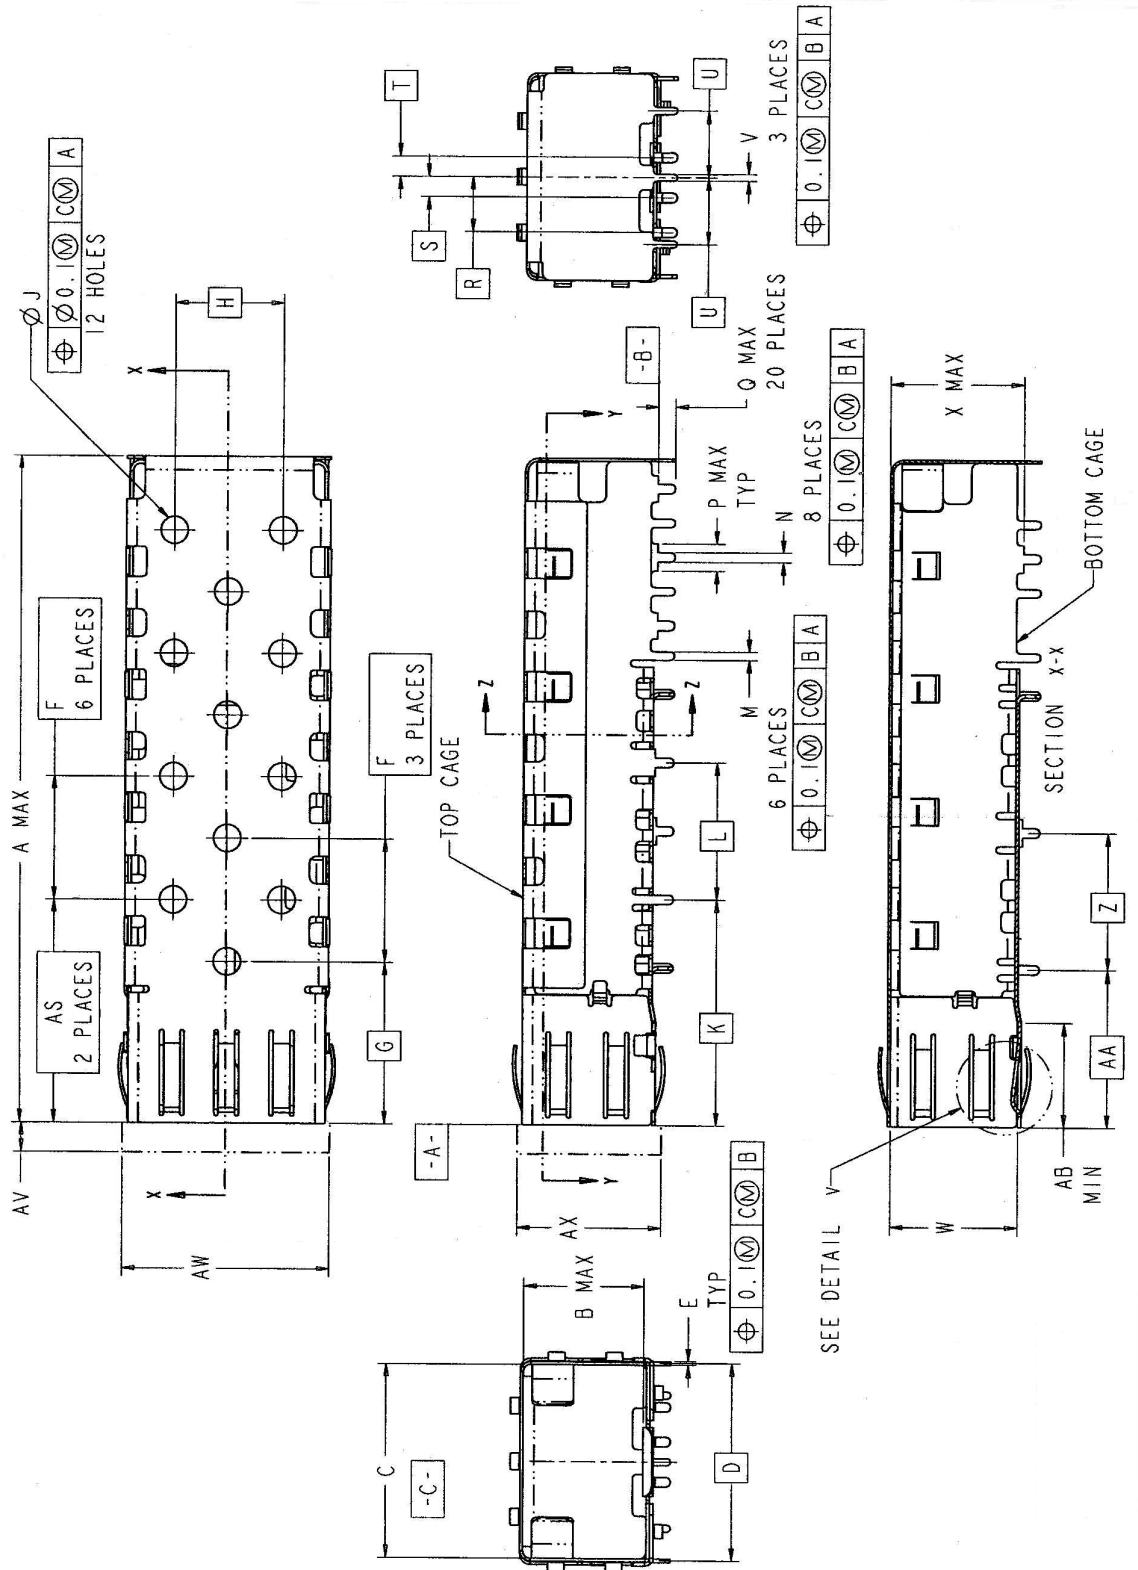 T
S
R
U
U
V
3 PLACES
⌖ 0.1Ⓜ CⓂ B A
ØJ
⌖ Ø0.1Ⓜ CⓂ A
12 HOLES
H
X
X
A MAX
F
6 PLACES
F
3 PLACES
AS
2 PLACES
G
AV
AW
-B-
Q MAX
20 PLACES
P MAX
TYP
N
8 PLACES
⌖ 0.1Ⓜ CⓂ B A
M
6 PLACES
⌖ 0.1Ⓜ CⓂ B A
Y
Y
Z
Z
TOP CAGE
L
K
-A-
AX
X MAX
BOTTOM CAGE
SECTION X-X
Z
AA
AB
MIN
W
SEE DETAIL V
B MAX
E
TYP
⌖ 0.1Ⓜ CⓂ B
C
-C-
D